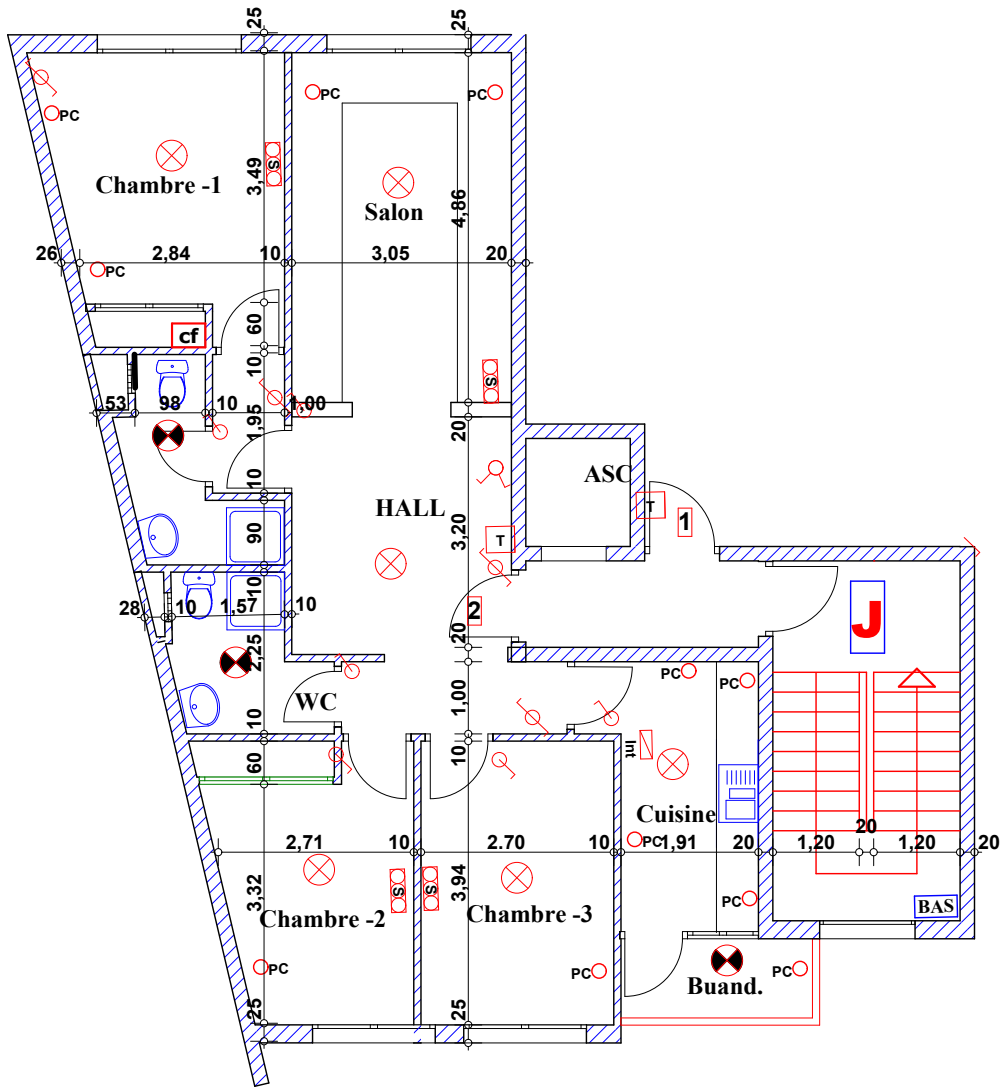 25
25
PC
PC
PC
S
3,49
Chambre -1
Salon
4,86
26
2,84
10
3,05
20
PC
60
cf
10
S
53
98
10
1,00
1,95
20
ASC
10
HALL
T
1
90
3,20
T
10
28
10
1,57
10
2
J
20
2,25
PC
PC
WC
1,00
10
10
Int
60
Cuisine
20
2,71
10
2.70
10
PC
1,91
20
1,20
1,20
20
3,32
S
3,94
S
Chambre -2
Chambre -3
PC
BAS
PC
PC
PC
Buand.
25
25